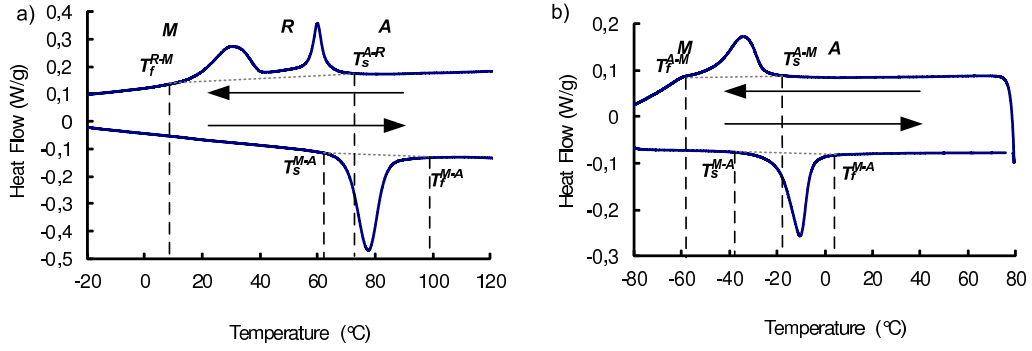 a)
Heat Flow (W/g)
0,4
0,3
0,2
0,1
0
-0,1
-0,2
-0,3
-0,4
-0,5
M R A
T_f^{R-M} T_s^{A-R}
T_s^{M-A} T_f^{M-A}
-20 0 20 40 60 80 100 120
Temperature (°C)
b)
Heat Flow (W/g)
0,2
0,1
0
-0,1
-0,2
-0,3
M A
T_f^{A-M} T_s^{A-M}
T_s^{M-A} T_f^{M-A}
-80 -60 -40 -20 0 20 40 60 80
Temperature (°C)